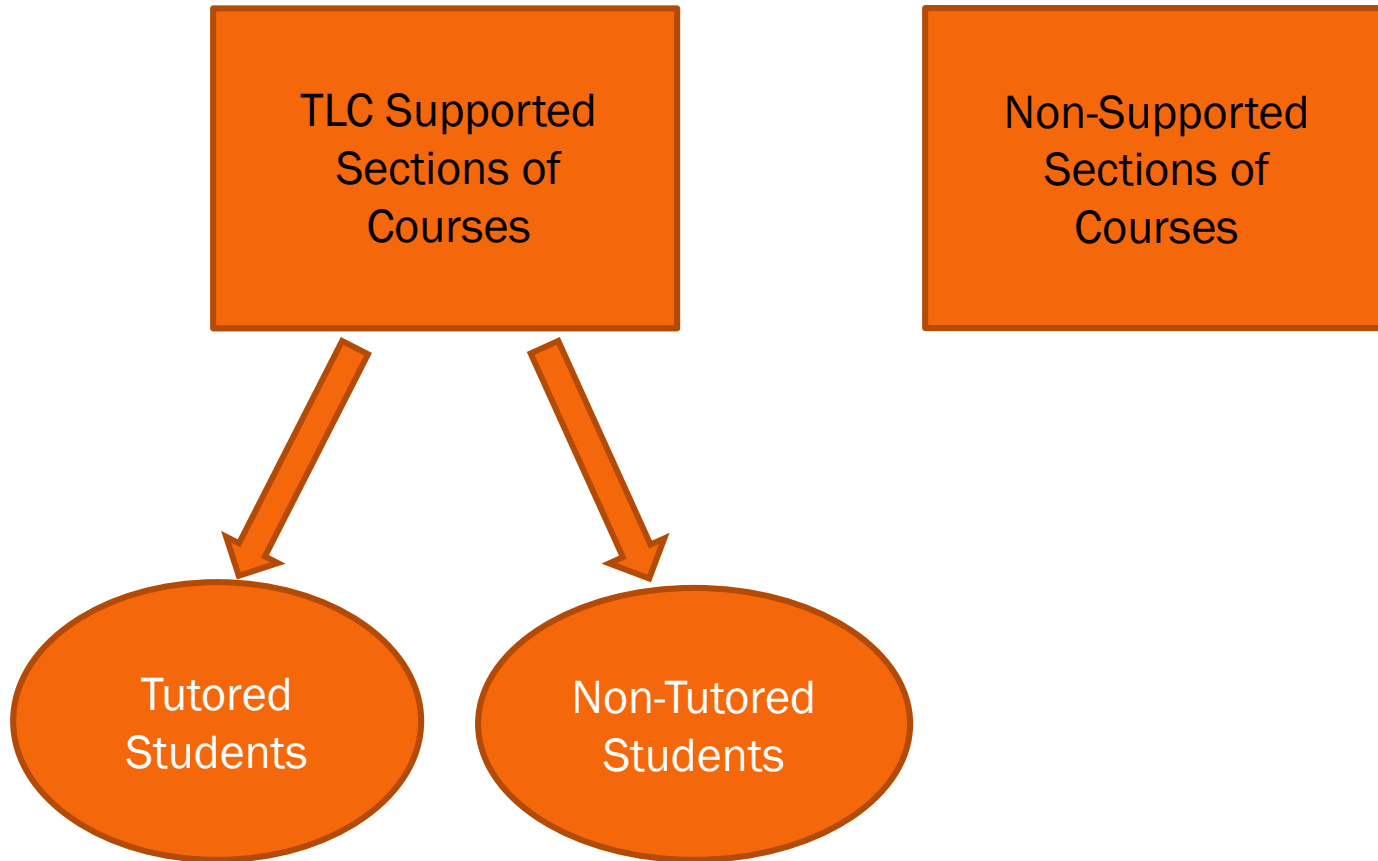 TLC Supported
Sections of
Courses
Non-Supported
Sections of
Courses
Tutored
Students
Non-Tutored
Students